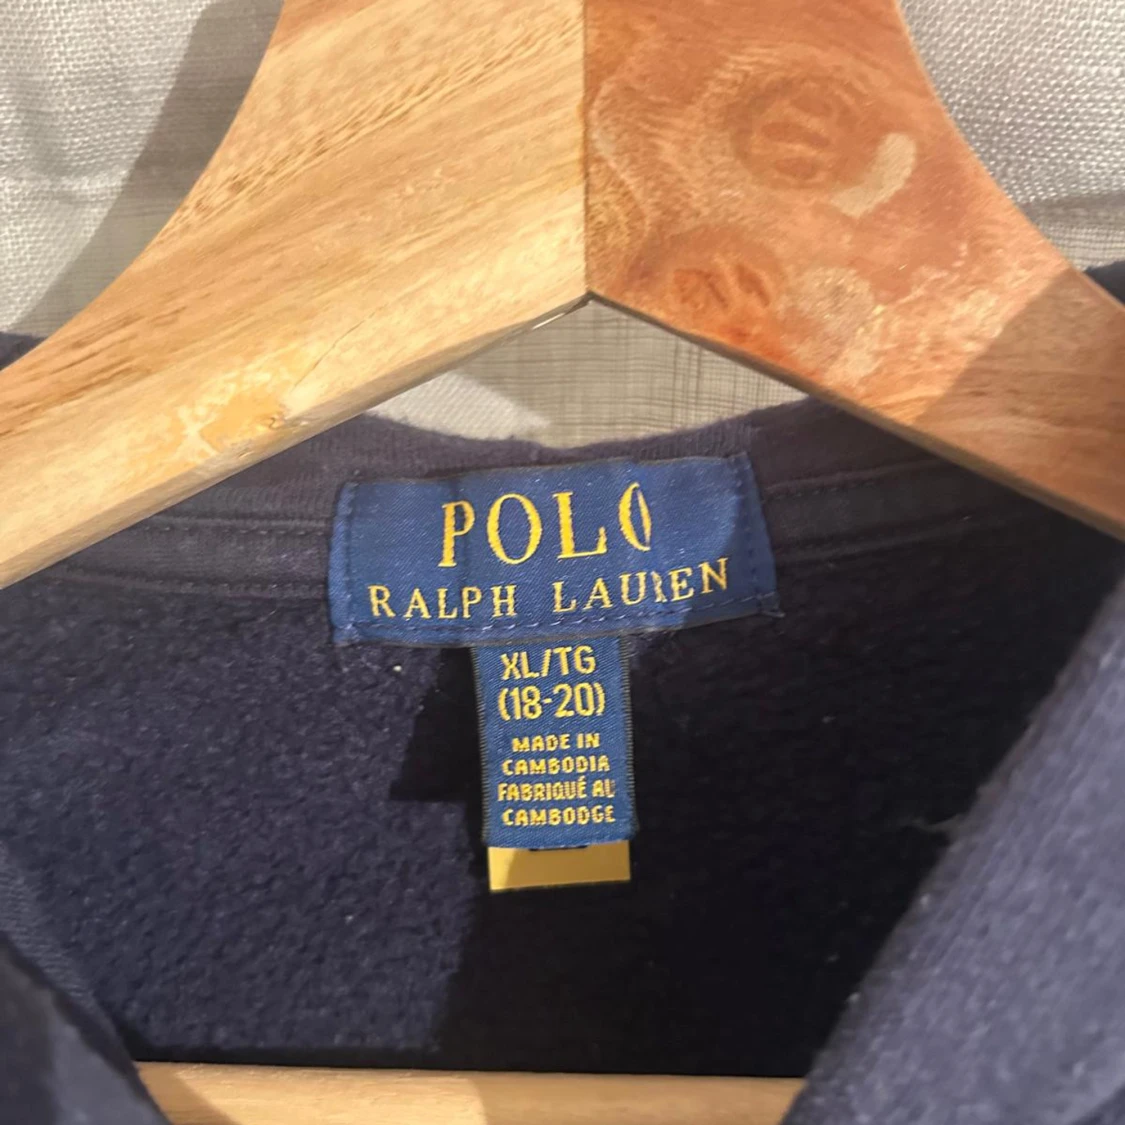 POLO
RALPH LAUREN
XL/TG
(18-20)
MADE IN
CAMBODIA
FABRIQUÉ AU
CAMBODGE